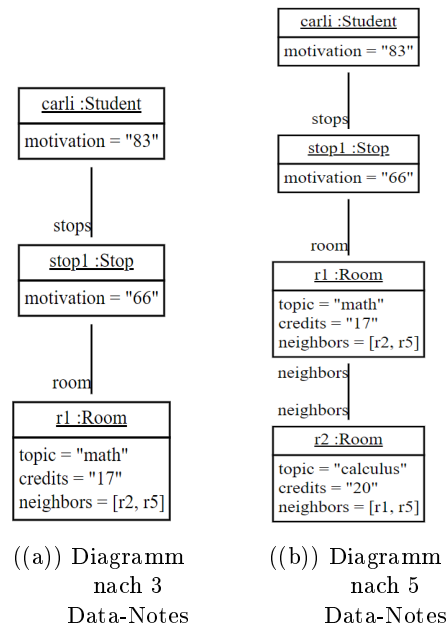 carli :Student
motivation = "83"
stops
stop1 :Stop
motivation = "66"
room
r1 :Room
topic = "math"
credits = "17"
neighbors = [r2, r5]
((a)) Diagramm
nach 3
Data-Notes
carli :Student
motivation = "83"
stops
stop1 :Stop
motivation = "66"
room
r1 :Room
topic = "math"
credits = "17"
neighbors = [r2, r5]
neighbors
neighbors
r2 :Room
topic = "calculus"
credits = "20"
neighbors = [r1, r5]
((b)) Diagramm
nach 5
Data-Notes